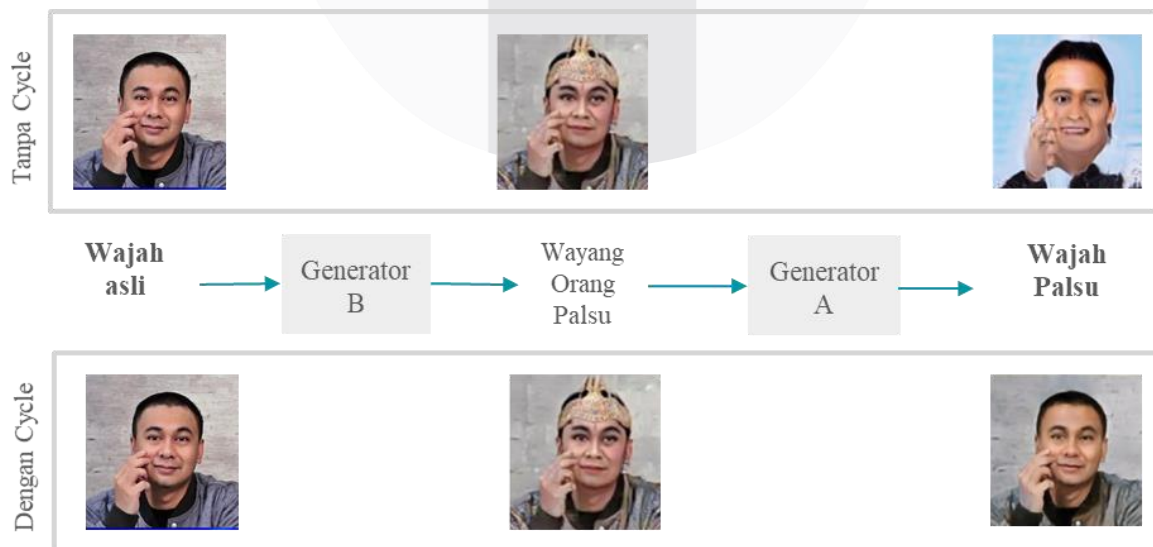 Tanpa Cycle
Wajah
asli
Generator
B
Wayang
Orang
Palsu
Generator
A
Wajah
Palsu
Dengan Cycle